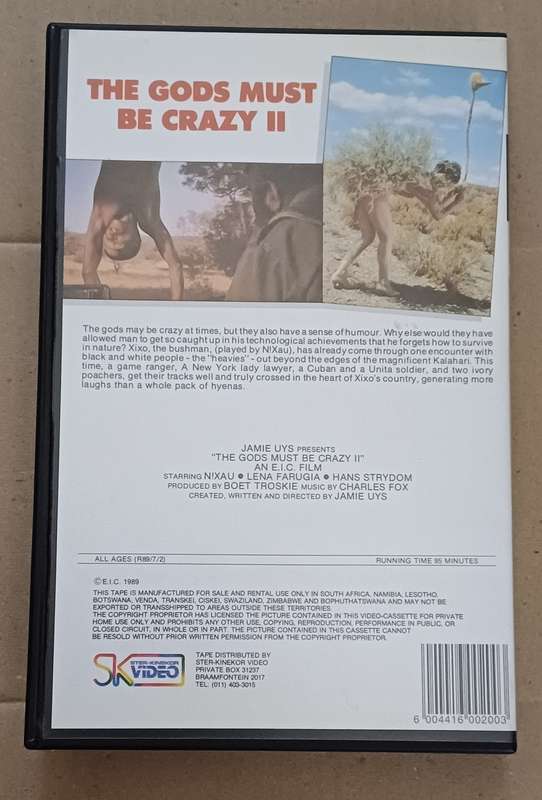 THE GODS MUST
BE CRAZY II
The gods may be crazy at times, but they also have a sense of humour. Why else would they have
allowed man to get so caught up in his technological achievements that he forgets how to survive
in nature? Xixo, the bushman, (played by N!Xau), has already come through one encounter with
black and white people - the "heavies" - out beyond the edges of the magnificent Kalahari. This
time, a game ranger, A New York lady lawyer, a Cuban and a Unita soldier, and two ivory
poachers, get their tracks well and truly crossed in the heart of Xixo's country, generating more
laughs than a whole pack of hyenas.
JAMIE UYS PRESENTS
"THE GODS MUST BE CRAZY II"
AN E.I.C. FILM
STARRING N!XAU ● LENA FARUGIA ● HANS STRYDOM
PRODUCED BY BOET TROSKIE MUSIC BY CHARLES FOX
CREATED, WRITTEN AND DIRECTED BY JAMIE UYS
ALL AGES (R89/7/2) RUNNING TIME 95 MINUTES
© E.I.C. 1989
THIS TAPE IS MANUFACTURED FOR SALE AND RENTAL USE ONLY IN SOUTH AFRICA, NAMIBIA, LESOTHO,
BOTSWANA, VENDA, TRANSKEI, CISKEI, SWAZILAND, ZIMBABWE AND BOPHUTHATSWANA AND MAY NOT BE
EXPORTED OR TRANSSHIPPED TO AREAS OUTSIDE THESE TERRITORIES
THE COPYRIGHT PROPRIETOR HAS LICENSED THE PICTURE CONTAINED IN THIS VIDEO-CASSETTE FOR PRIVATE
HOME USE ONLY AND PROHIBITS ANY OTHER USE, COPYING, REPRODUCTION, PERFORMANCE IN PUBLIC, OR
CLOSED CIRCUIT, IN WHOLE OR IN PART. THE PICTURE CONTAINED IN THIS CASSETTE CANNOT
BE RESOLD WITHOUT PRIOR WRITTEN PERMISSION FROM THE COPYRIGHT PROPRIETOR.
SK STER-KINEKOR
VIDEO
TAPE DISTRIBUTED BY
STER-KINEKOR VIDEO
PRIVATE BOX 31237
BRAAMFONTEIN 2017
TEL. (011) 403-3015
6 004416 002003